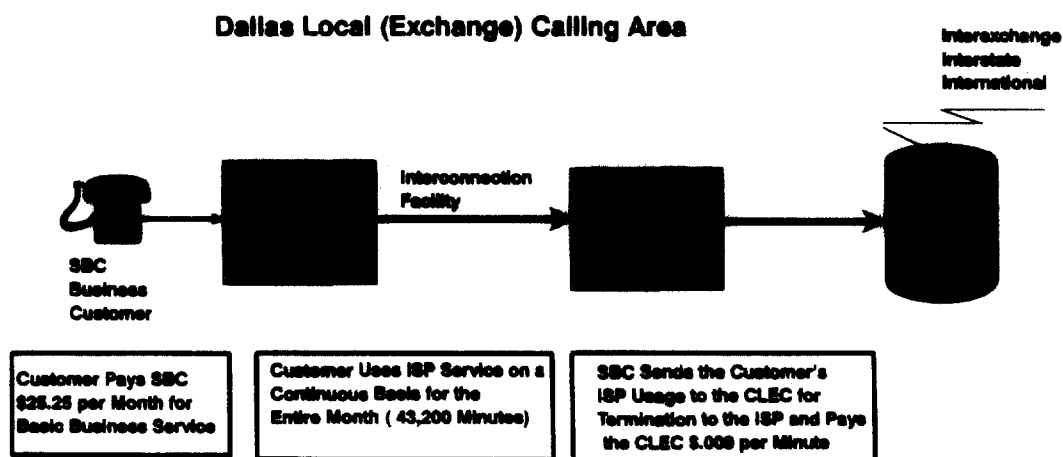 Dallas Local (Exchange) Calling Area
Interexchange
Interstate
International
Interconnection
Facility
SBC
Business
Customer
Customer Pays SBC
$25.25 per Month for
Basic Business Service
Customer Uses ISP Service on a
Continuous Basis for the
Entire Month ( 43,200 Minutes)
SBC Sends the Customer's
ISP Usage to the CLEC for
Termination to the ISP and Pays
the CLEC $.009 per Minute